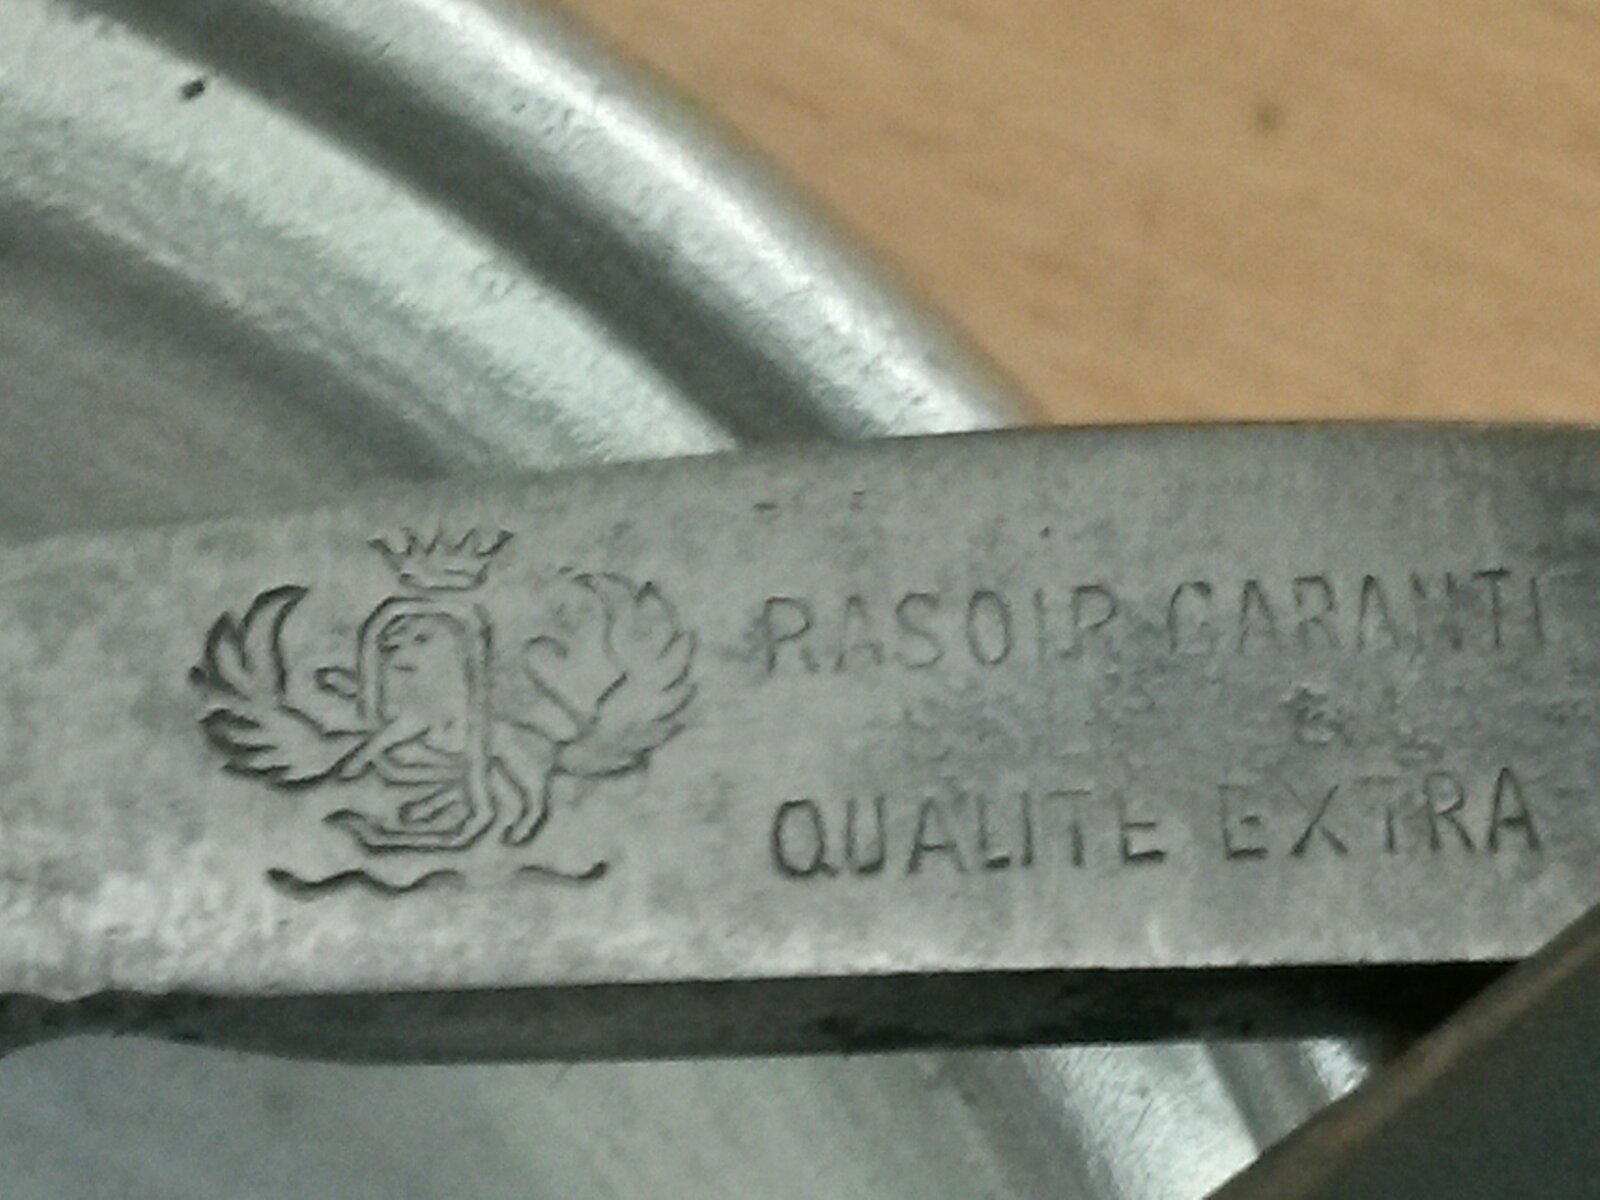 RASOIR GARANTI
&
QUALITE EXTRA